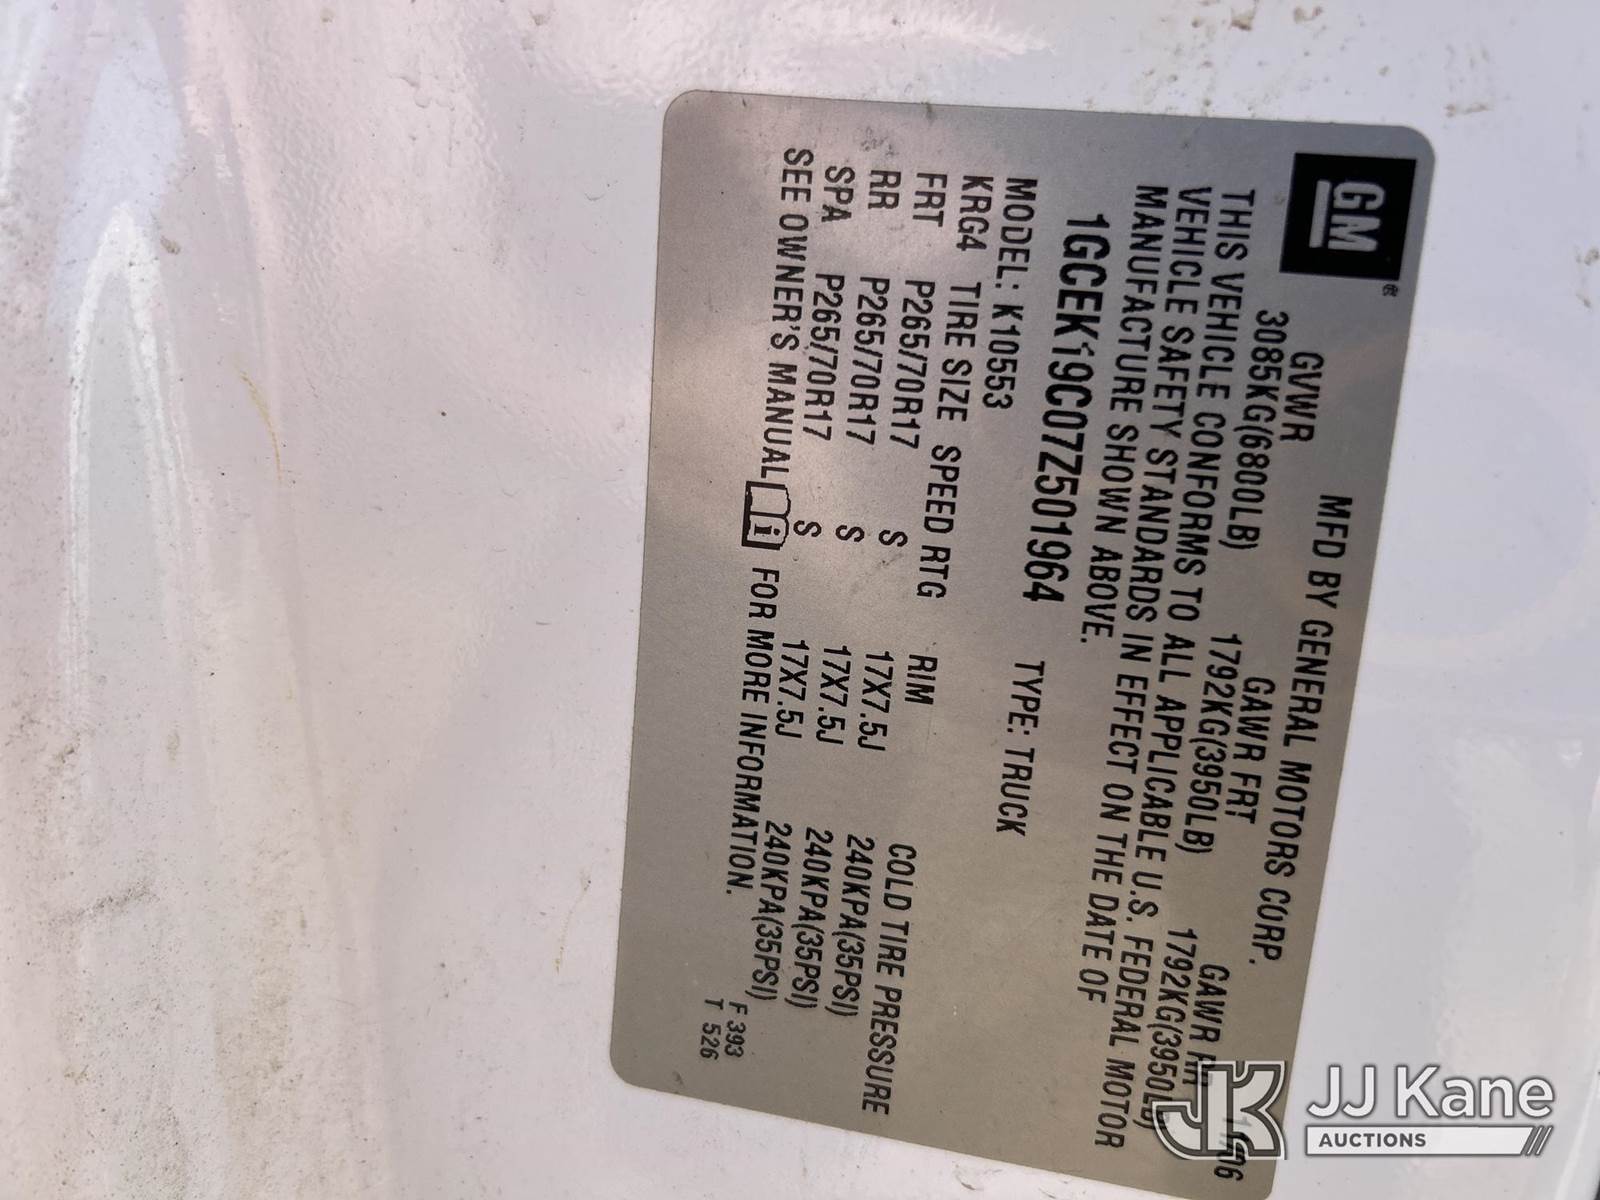 GM
MFD BY GENERAL MOTORS CORP.
GVWR GAWR FRT GAWR RR
3085KG(6800LB) 1792KG(3950LB) 1792KG(3950LB)
THIS VEHICLE CONFORMS TO ALL APPLICABLE U.S. FEDERAL MOTOR
VEHICLE SAFETY STANDARDS IN EFFECT ON THE DATE OF
MANUFACTURE SHOWN ABOVE.
1GCEK19C07Z501964 TYPE: TRUCK
MODEL: K10553
KRG4 TIRE SIZE SPEED RTG RIM COLD TIRE PRESSURE
FRT P265/70R17 S 17X7.5J 240KPA(35PSI)
RR P265/70R17 S 17X7.5J 240KPA(35PSI)
SPA P265/70R17 S 17X7.5J 240KPA(35PSI)
SEE OWNER'S MANUAL i FOR MORE INFORMATION.
F 393
T 526
JK JJ Kane
AUCTIONS